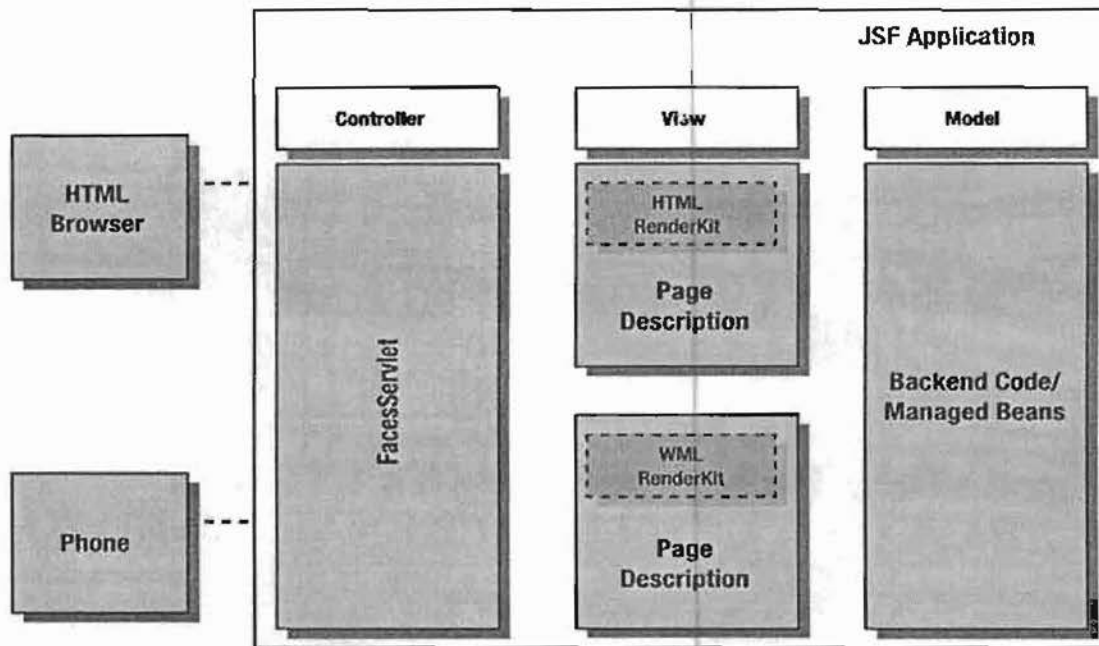 JSF Application
Controller
View
Model
HTML
Browser
HTML
RenderKit
Page
Description
FacesServlet
Backend Code/
Managed Beans
WML
RenderKit
Phone
Page
Description